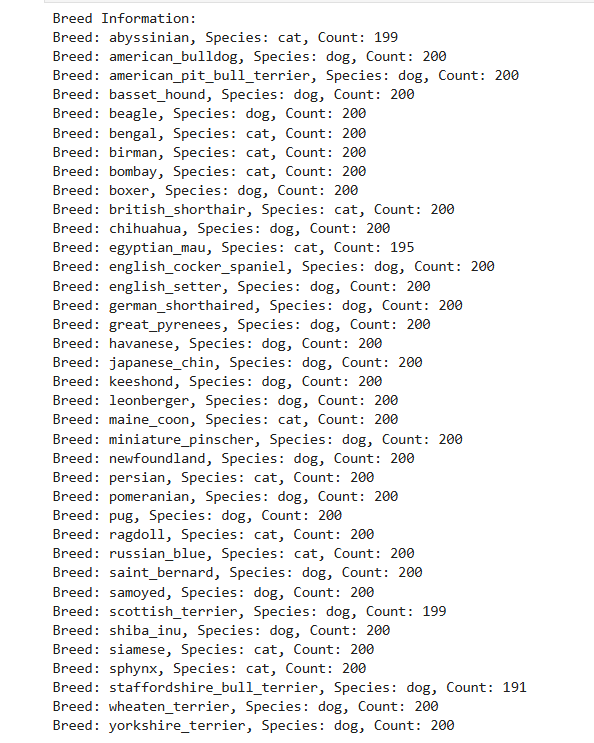 Breed Information:
Breed: abyssinian, Species: cat, Count: 199
Breed: american_bulldog, Species: dog, Count: 200
Breed: american_pit_bull_terrier, Species: dog, Count: 200
Breed: basset_hound, Species: dog, Count: 200
Breed: beagle, Species: dog, Count: 200
Breed: bengal, Species: cat, Count: 200
Breed: birman, Species: cat, Count: 200
Breed: bombay, Species: cat, Count: 200
Breed: boxer, Species: dog, Count: 200
Breed: british_shorthair, Species: cat, Count: 200
Breed: chihuahua, Species: dog, Count: 200
Breed: egyptian_mau, Species: cat, Count: 195
Breed: english_cocker_spaniel, Species: dog, Count: 200
Breed: english_setter, Species: dog, Count: 200
Breed: german_shorthaired, Species: dog, Count: 200
Breed: great_pyrenees, Species: dog, Count: 200
Breed: havanese, Species: dog, Count: 200
Breed: japanese_chin, Species: dog, Count: 200
Breed: keeshond, Species: dog, Count: 200
Breed: leonberger, Species: dog, Count: 200
Breed: maine_coon, Species: cat, Count: 200
Breed: miniature_pinscher, Species: dog, Count: 200
Breed: newfoundland, Species: dog, Count: 200
Breed: persian, Species: cat, Count: 200
Breed: pomeranian, Species: dog, Count: 200
Breed: pug, Species: dog, Count: 200
Breed: ragdoll, Species: cat, Count: 200
Breed: russian_blue, Species: cat, Count: 200
Breed: saint_bernard, Species: dog, Count: 200
Breed: samoyed, Species: dog, Count: 200
Breed: scottish_terrier, Species: dog, Count: 199
Breed: shiba_inu, Species: dog, Count: 200
Breed: siamese, Species: cat, Count: 200
Breed: sphynx, Species: cat, Count: 200
Breed: staffordshire_bull_terrier, Species: dog, Count: 191
Breed: wheaten_terrier, Species: dog, Count: 200
Breed: yorkshire_terrier, Species: dog, Count: 200